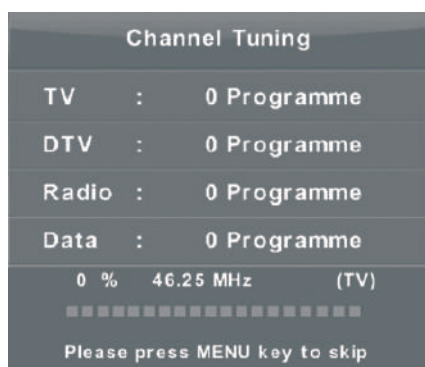 Channel Tuning
TV : 0 Programme
DTV : 0 Programme
Radio : 0 Programme
Data : 0 Programme
0 % 46.25 MHz (TV)
Please press MENU key to skip